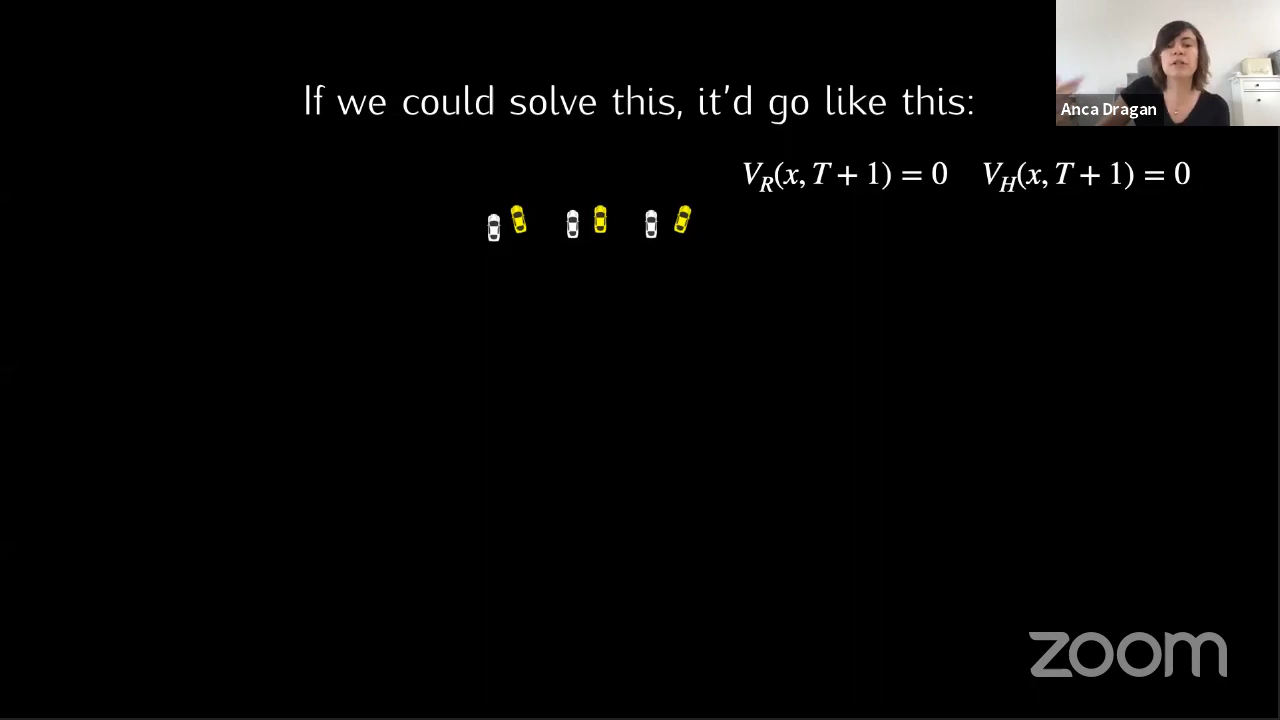 If we could solve this, it'd go like this:
Anca Dragan
V_R(x, T + 1) = 0 V_H(x, T + 1) = 0
zoom